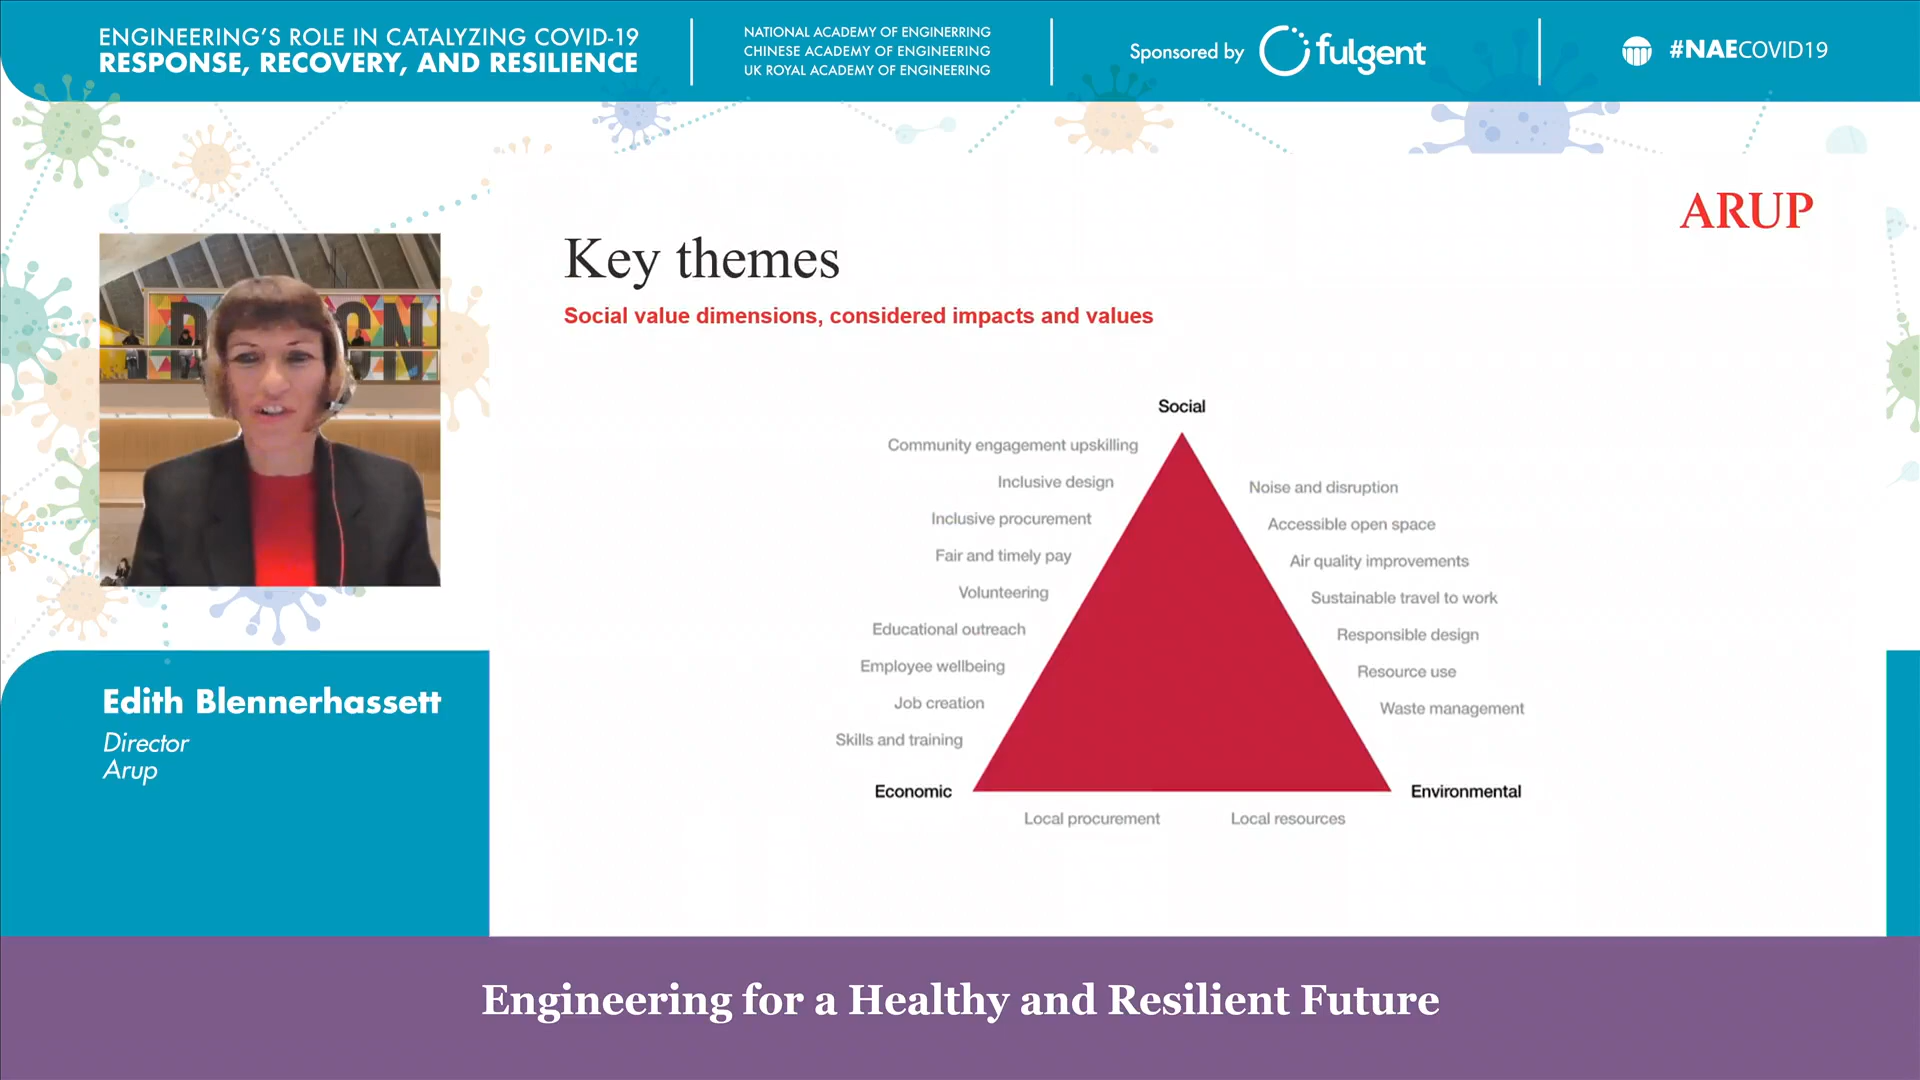 ENGINEERING'S ROLE IN CATALYZING COVID-19
RESPONSE, RECOVERY, AND RESILIENCE
NATIONAL ACADEMY OF ENGINERRING
CHINESE ACADEMY OF ENGINEERING
UK ROYAL ACADEMY OF ENGINEERING
Sponsored by fulgent
#NAECOVID19
ARUP
Key themes
Social value dimensions, considered impacts and values
Social
Community engagement upskilling
Inclusive design
Inclusive procurement
Fair and timely pay
Volunteering
Educational outreach
Employee wellbeing
Job creation
Skills and training
Noise and disruption
Accessible open space
Air quality improvements
Sustainable travel to work
Responsible design
Resource use
Waste management
Economic
Environmental
Local procurement
Local resources
Edith Blennerhassett
Director
Arup
Engineering for a Healthy and Resilient Future